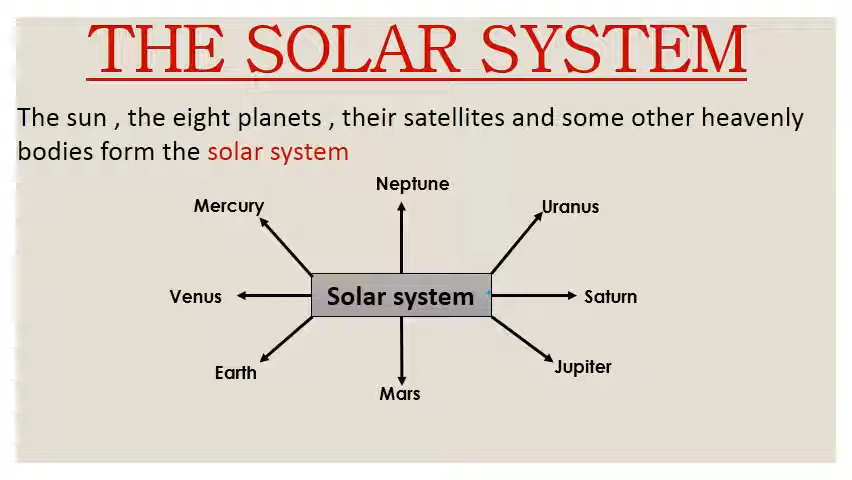 THE SOLAR SYSTEM
The sun , the eight planets , their satellites and some other heavenly
bodies form the solar system
Neptune
Mercury
Uranus
Venus
Solar system
Saturn
Earth
Jupiter
Mars